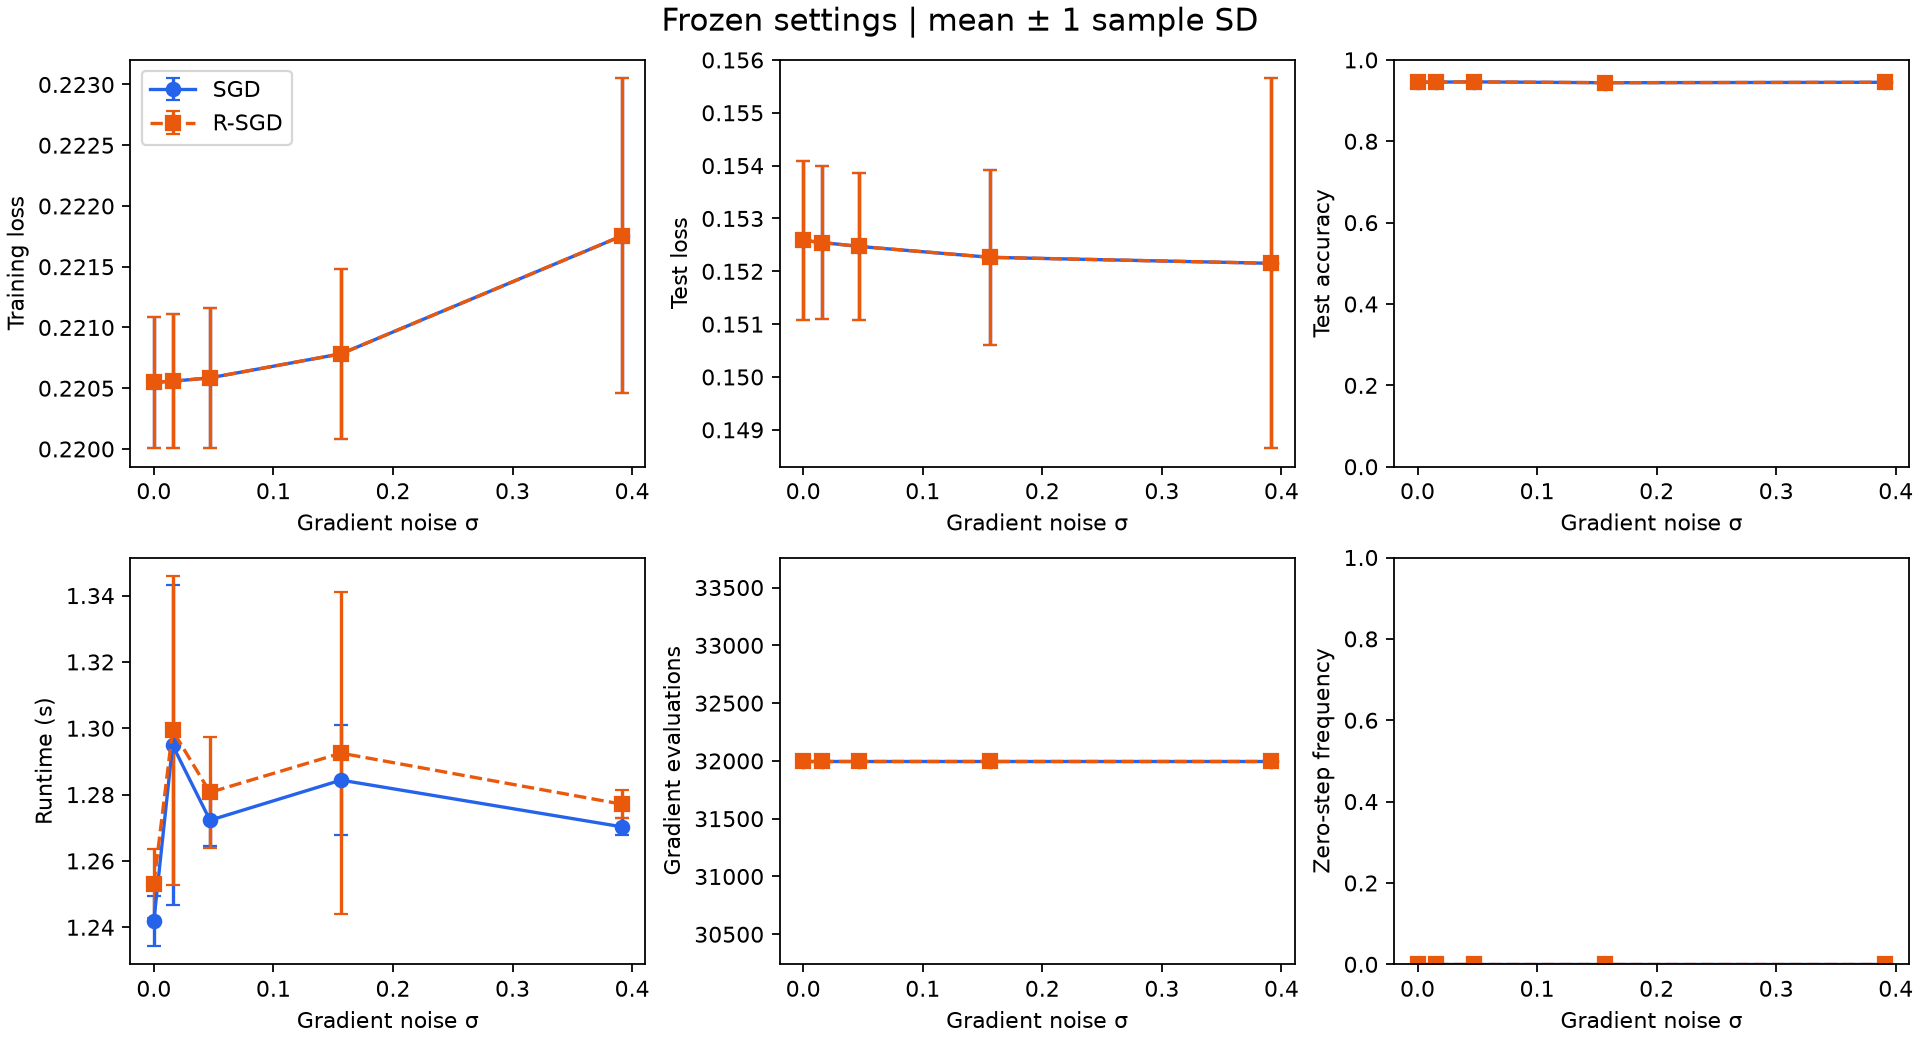 Frozen settings | mean ± 1 sample SD
Training loss
0.2230
0.2225
0.2220
0.2215
0.2210
0.2205
0.2200
SGD
R-SGD
0.0 0.1 0.2 0.3 0.4
Gradient noise σ
Test loss
0.156
0.155
0.154
0.153
0.152
0.151
0.150
0.149
0.0 0.1 0.2 0.3 0.4
Gradient noise σ
Test accuracy
1.0
0.8
0.6
0.4
0.2
0.0
0.0 0.1 0.2 0.3 0.4
Gradient noise σ
Runtime (s)
1.34
1.32
1.30
1.28
1.26
1.24
0.0 0.1 0.2 0.3 0.4
Gradient noise σ
Gradient evaluations
33500
33000
32500
32000
31500
31000
30500
0.0 0.1 0.2 0.3 0.4
Gradient noise σ
Zero-step frequency
1.0
0.8
0.6
0.4
0.2
0.0
0.0 0.1 0.2 0.3 0.4
Gradient noise σ